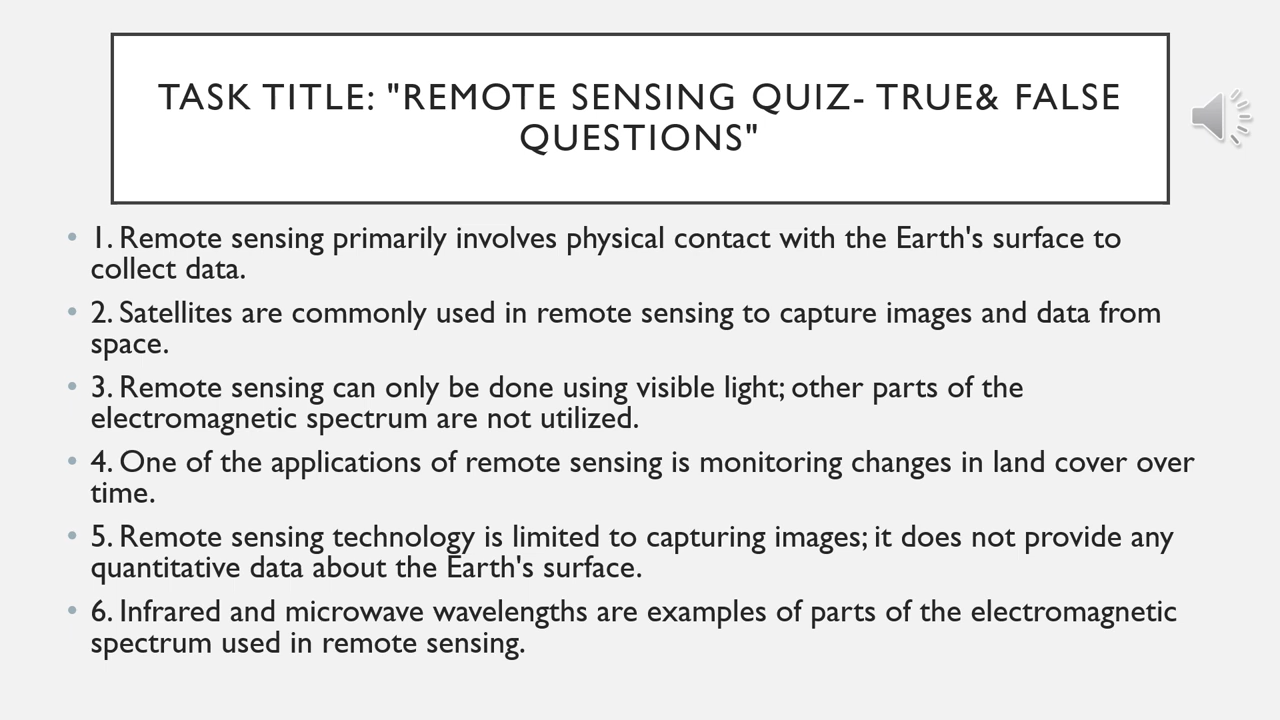 TASK TITLE: "REMOTE SENSING QUIZ- TRUE& FALSE
QUESTIONS"
• 1. Remote sensing primarily involves physical contact with the Earth's surface to
collect data.
• 2. Satellites are commonly used in remote sensing to capture images and data from
space.
• 3. Remote sensing can only be done using visible light; other parts of the
electromagnetic spectrum are not utilized.
• 4. One of the applications of remote sensing is monitoring changes in land cover over
time.
• 5. Remote sensing technology is limited to capturing images; it does not provide any
quantitative data about the Earth's surface.
• 6. Infrared and microwave wavelengths are examples of parts of the electromagnetic
spectrum used in remote sensing.